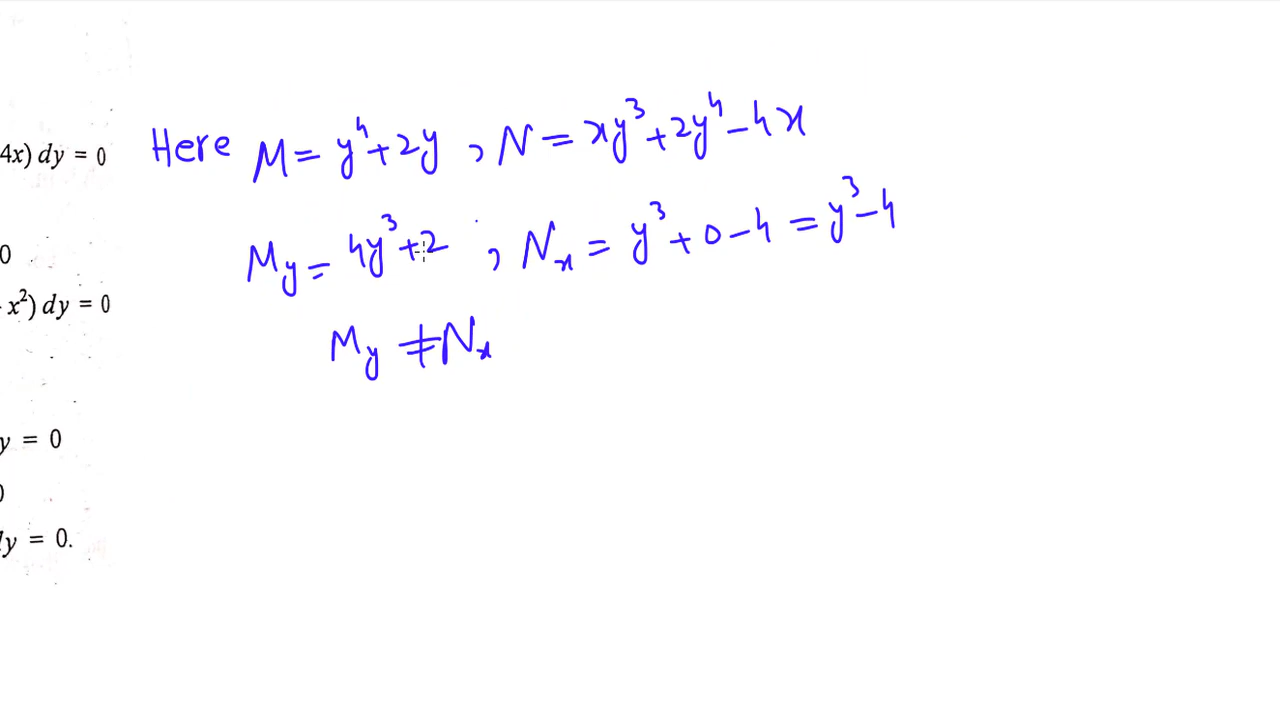 4x) dy = 0
Here M = y⁴ + 2y , N = xy³ + 2y⁴ - 4x
0
M_y = 4y³ + 2 , N_x = y³ + 0 - 4 = y³ - 4
x²) dy = 0
M_y ≠ N_x
y = 0
0
y = 0.